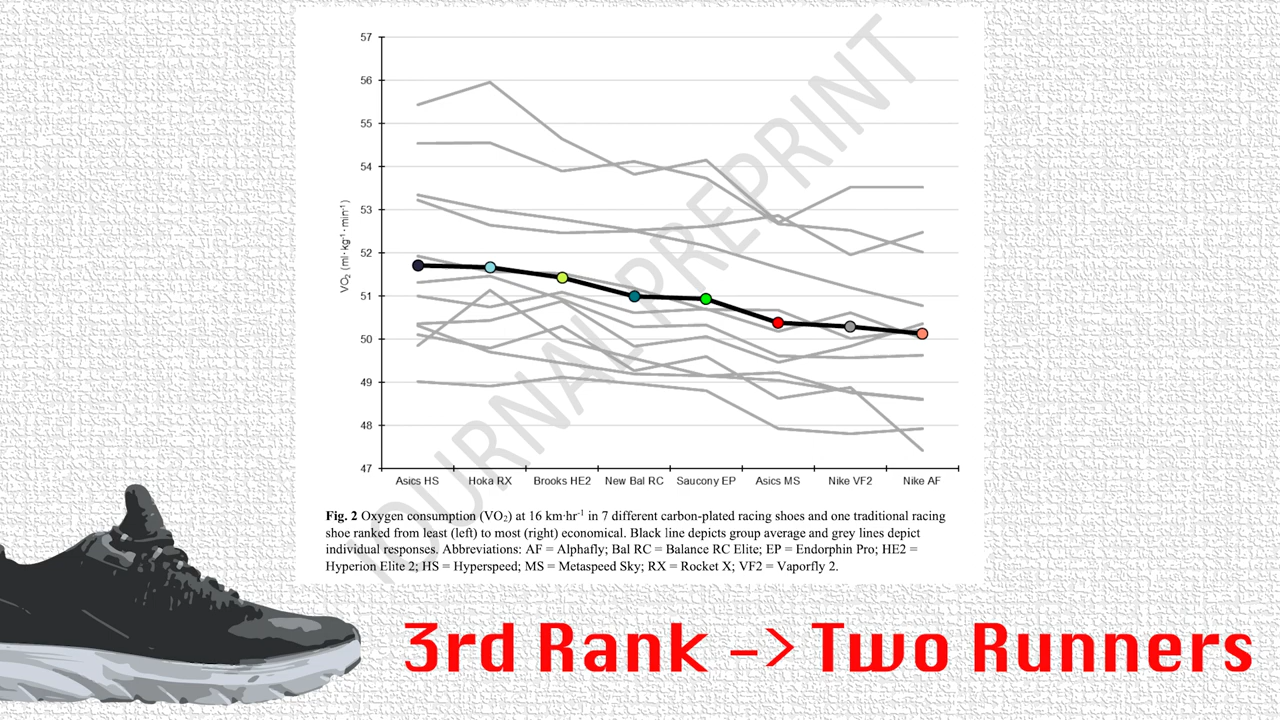 57
56
55
54
53
52
51
50
49
48
47
VO₂ (ml·kg⁻¹·min⁻¹)
JOURNAL PREPRINT
Asics HS Hoka RX Brooks HE2 New Bal RC Saucony EP Asics MS Nike VF2 Nike AF
Fig. 2 Oxygen consumption (VO₂) at 16 km·hr⁻¹ in 7 different carbon-plated racing shoes and one traditional racing
shoe ranked from least (left) to most (right) economical. Black line depicts group average and grey lines depict
individual responses. Abbreviations: AF = Alphafly; Bal RC = Balance RC Elite; EP = Endorphin Pro; HE2 =
Hyperion Elite 2; HS = Hyperspeed; MS = Metaspeed Sky; RX = Rocket X; VF2 = Vaporfly 2.
3rd Rank -> Two Runners